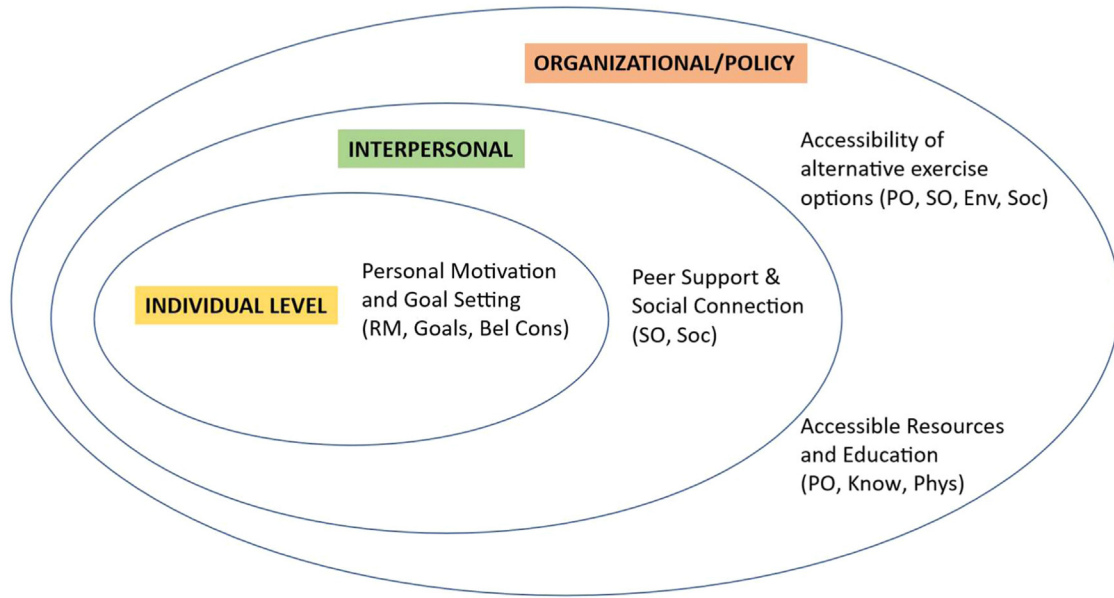 ORGANIZATIONAL/POLICY
INTERPERSONAL
Accessibility of
alternative exercise
options (PO, SO, Env, Soc)
INDIVIDUAL LEVEL
Personal Motivation
and Goal Setting
(RM, Goals, Bel Cons)
Peer Support &
Social Connection
(SO, Soc)
Accessible Resources
and Education
(PO, Know, Phys)